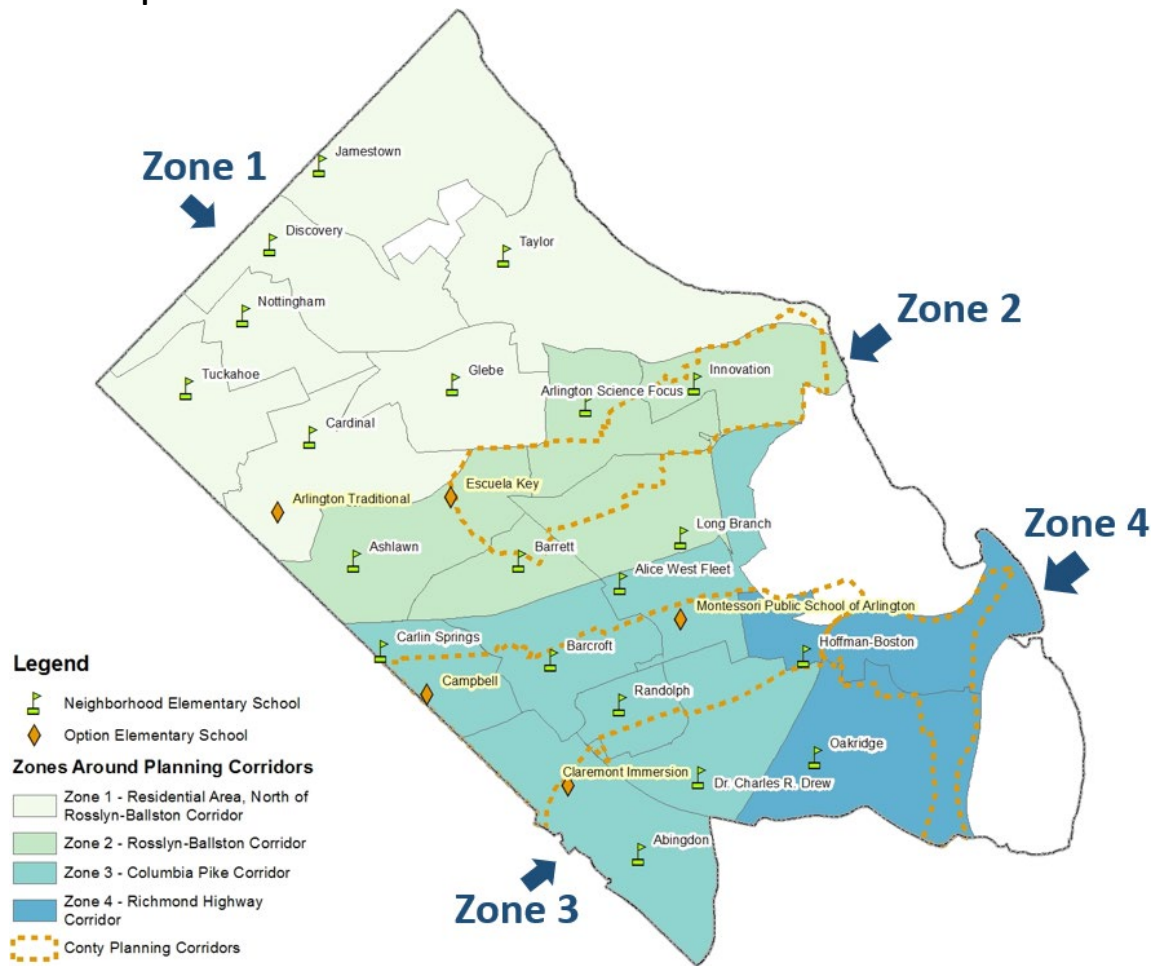 Jamestown
Zone 1
Discovery
Taylor
Nottingham
Zone 2
Tuckahoe
Glebe
Innovation
Arlington Science Focus
Cardinal
Escuela Key
Arlington Traditional
Zone 4
Long Branch
Ashlawn
Barrett
Alice West Fleet
Montessori Public School of Arlington
Carlin Springs
Barcroft
Hoffman-Boston
Campbell
Randolph
Oakridge
Claremont Immersion
Dr. Charles R. Drew
Abingdon
Zone 3
Legend
Neighborhood Elementary School
Option Elementary School
Zones Around Planning Corridors
Zone 1 - Residential Area, North of
Rosslyn-Ballston Corridor
Zone 2 - Rosslyn-Ballston Corridor
Zone 3 - Columbia Pike Corridor
Zone 4 - Richmond Highway
Corridor
Conty Planning Corridors